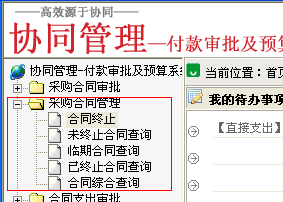 ——高效源于协同——
协同管理—付款审批及预算
协同管理-付款审批及预算系
当前位置：首页
采购合同审批
采购合同管理
我的待办事项
合同终止
【直接支出】
未终止合同查询
临期合同查询
已终止合同查询
合同综合查询
合同支出审批